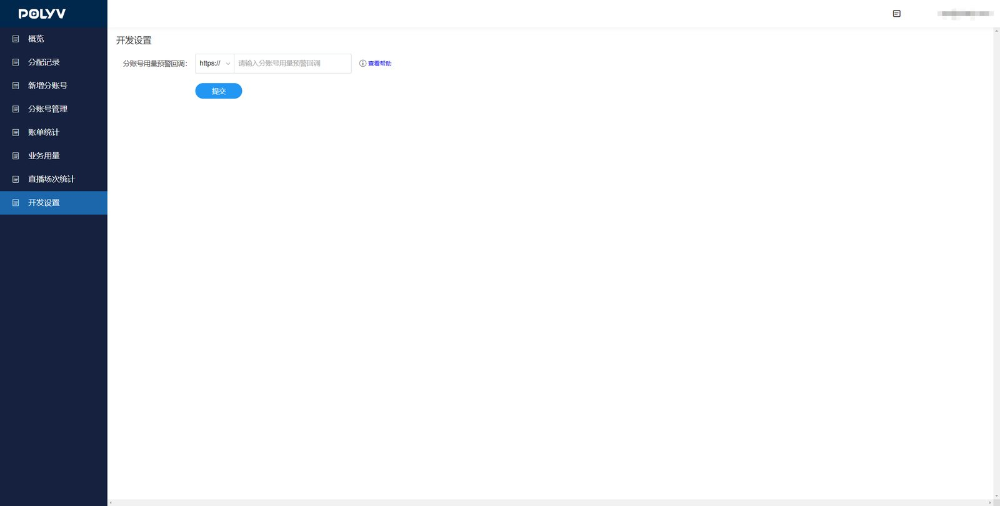 POLYV
概览
分配记录
新增分账号
分账号管理
账单统计
业务用量
直播场次统计
开发设置
开发设置
分账号用量预警回调： https:// 请输入分账号用量预警回调 查看帮助
提交